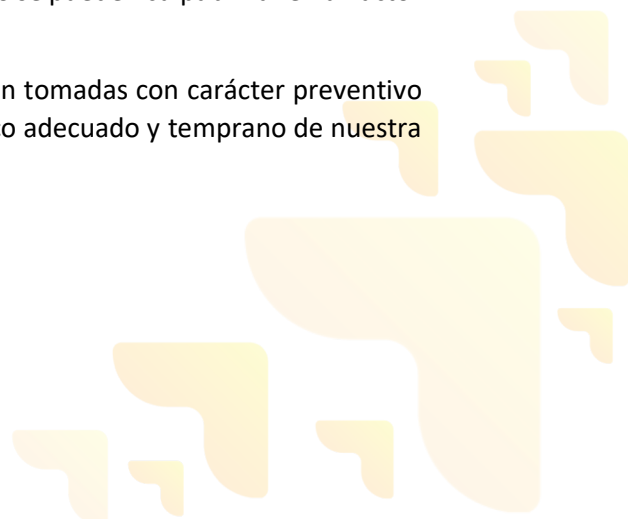 n tomadas con carácter preventivo
o adecuado y temprano de nuestra